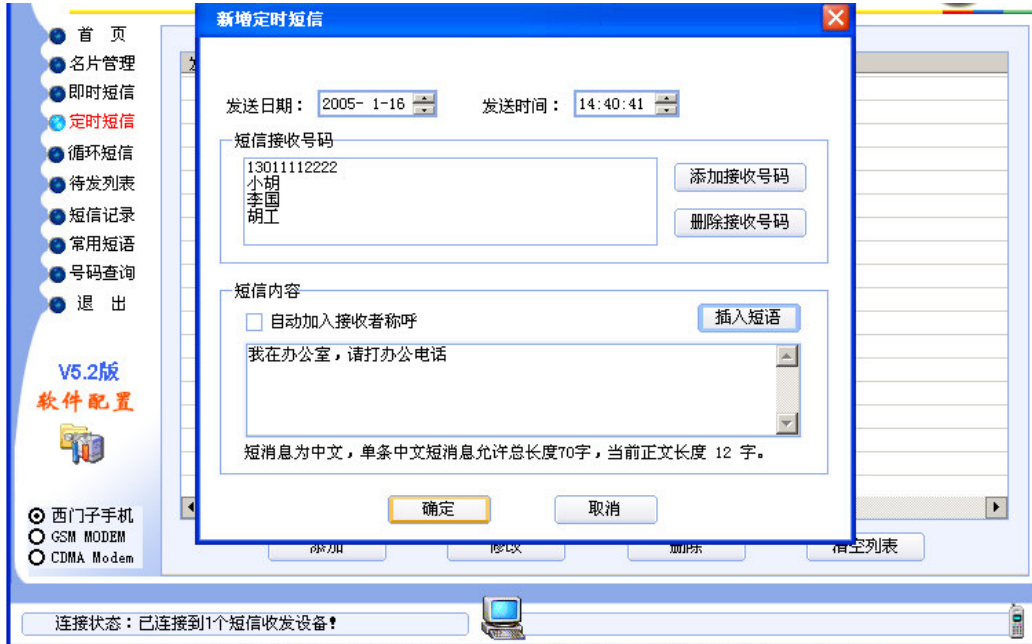 新增定时短信
首 页
名片管理
即时短信
定时短信
循环短信
待发列表
短信记录
常用短语
号码查询
退 出
V5.2版
软件配置
西门子手机
GSM MODEM
CDMA Modem
发送日期： 2005- 1-16 发送时间： 14:40:41
短信接收号码
13011112222
小胡
李国
胡工
添加接收号码
删除接收号码
短信内容
自动加入接收者称呼
插入短语
我在办公室，请打办公电话
短消息为中文，单条中文短消息允许总长度70字，当前正文长度 12 字。
确定 取消
添加 修改 删除 清空列表
连接状态：已连接到1个短信收发设备！